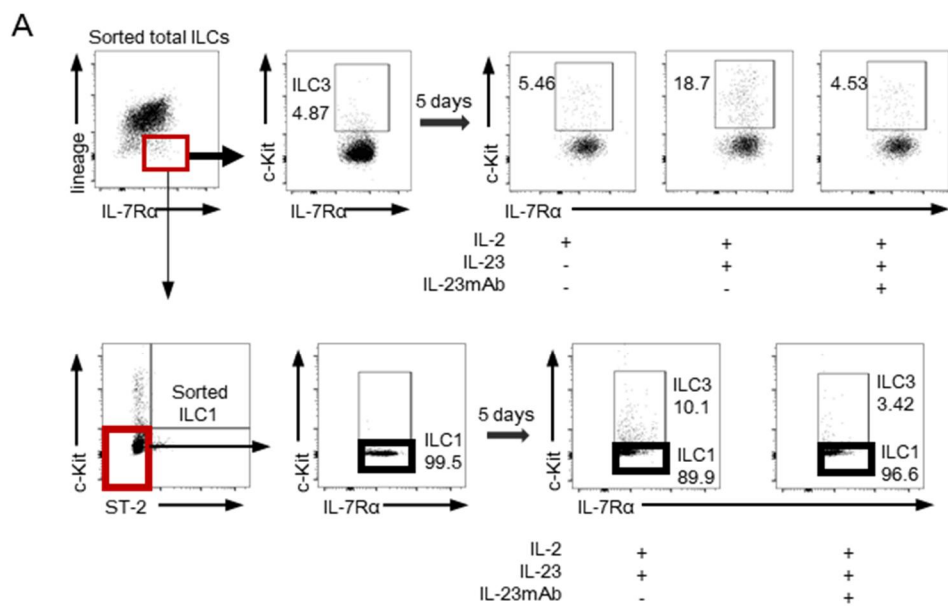 A
Sorted total ILCs
lineage
IL-7Rα
c-Kit
ILC3
4.87
IL-7Rα
5 days
c-Kit
5.46
18.7
4.53
IL-7Rα
IL-2 + + +
IL-23 - + +
IL-23mAb - - +
c-Kit
Sorted
ILC1
ST-2
c-Kit
ILC1
99.5
IL-7Rα
5 days
c-Kit
ILC3
10.1
ILC1
89.9
ILC3
3.42
ILC1
96.6
IL-7Rα
IL-2 + +
IL-23 + +
IL-23mAb - +